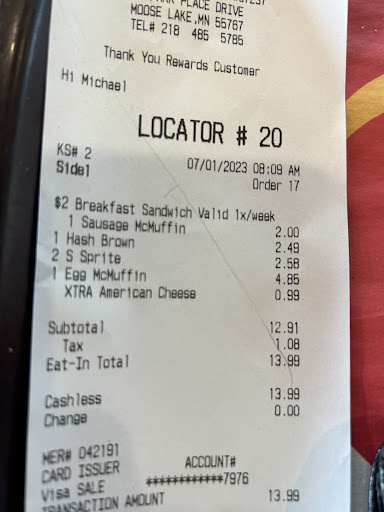 PLACE DRIVE
MOOSE LAKE,MN 55767
TEL# 218 485 5785
Thank You Rewards Customer
Hi Michael
LOCATOR # 20
KS# 2
Side1
07/01/2023 08:09 AM
Order 17
$2 Breakfast Sandwich Valid 1x/week
1 Sausage McMuffin 2.00
1 Hash Brown 2.49
2 S Sprite 2.58
1 Egg McMuffin 4.85
XTRA American Cheese 0.99
Subtotal 12.91
Tax 1.08
Eat-In Total 13.99
Cashless 13.99
Change 0.00
MER# 042191
CARD ISSUER ACCOUNT#
Visa SALE ************7976
TRANSACTION AMOUNT 13.99